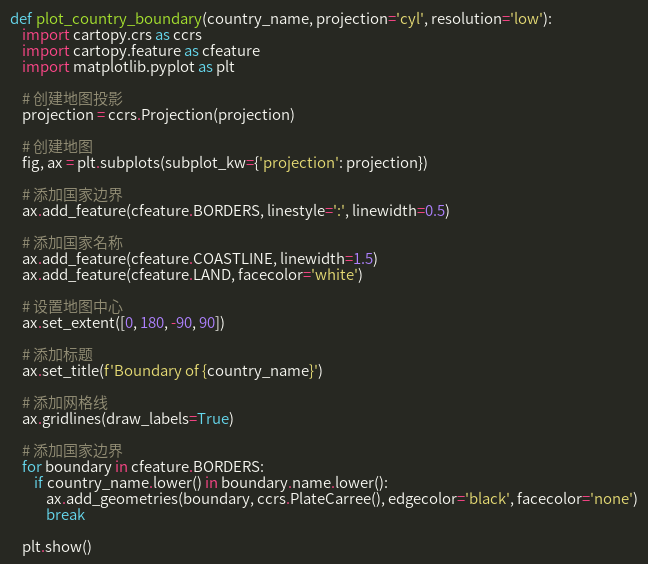 def plot_country_boundary(country_name, projection='cyl', resolution='low'):
import cartopy.crs as ccrs
import cartopy.feature as cfeature
import matplotlib.pyplot as plt
# 创建地图投影
projection = ccrs.Projection(projection)
# 创建地图
fig, ax = plt.subplots(subplot_kw={'projection': projection})
# 添加国家边界
ax.add_feature(cfeature.BORDERS, linestyle=':', linewidth=0.5)
# 添加国家名称
ax.add_feature(cfeature.COASTLINE, linewidth=1.5)
ax.add_feature(cfeature.LAND, facecolor='white')
# 设置地图中心
ax.set_extent([0, 180, -90, 90])
# 添加标题
ax.set_title(f'Boundary of {country_name}')
# 添加网格线
ax.gridlines(draw_labels=True)
# 添加国家边界
for boundary in cfeature.BORDERS:
if country_name.lower() in boundary.name.lower():
ax.add_geometries(boundary, ccrs.PlateCarree(), edgecolor='black', facecolor='none')
break
plt.show()